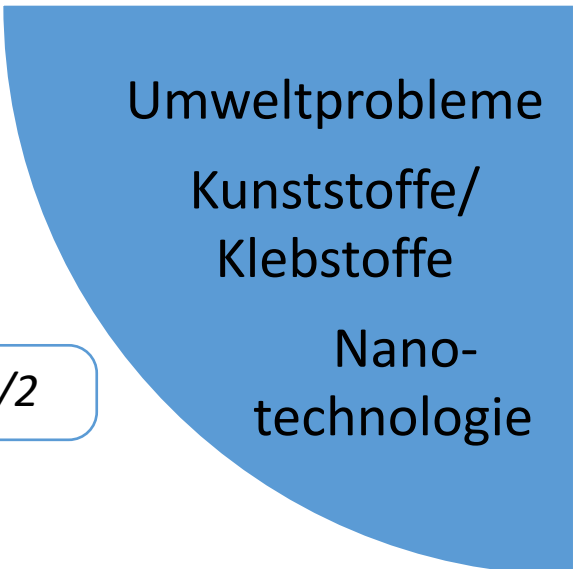 Umweltprobleme
Kunststoffe/
Klebstoffe
Nano-
/2
technologie